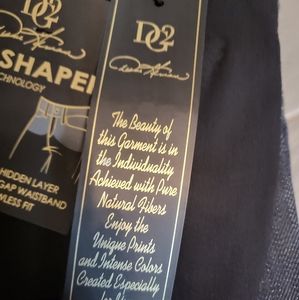 DG2
SHAPE
CHNOLOGY
HIDDEN LAYER
GAP WAISTBAND
LESS FIT
DG2
The Beauty of
this Garment is in
the Individuality
Achieved with Pure
Natural Fibers
Enjoy the
Unique Prints
and Intense Colors
Created Especially